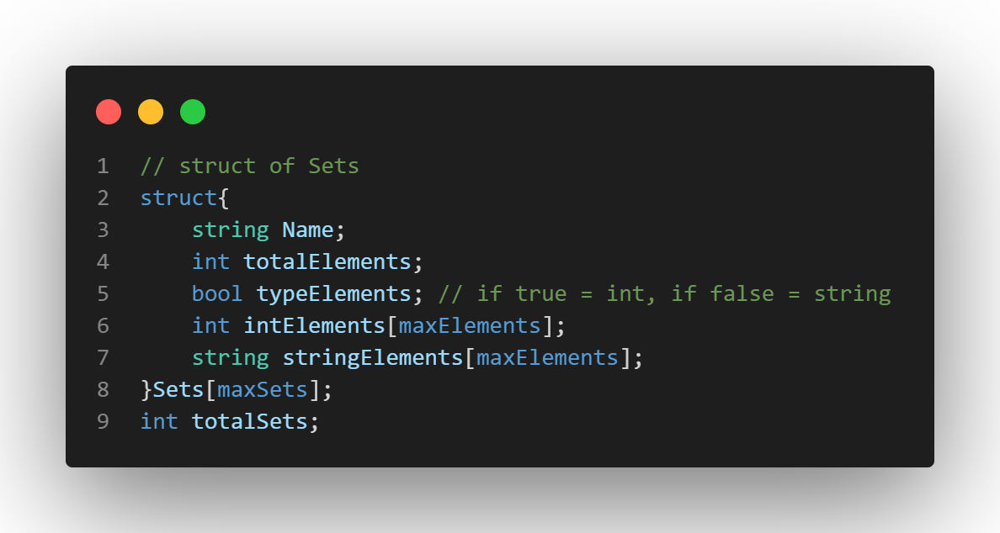 1 // struct of Sets
2 struct{
3     string Name;
4     int totalElements;
5     bool typeElements; // if true = int, if false = string
6     int intElements[maxElements];
7     string stringElements[maxElements];
8 }Sets[maxSets];
9 int totalSets;